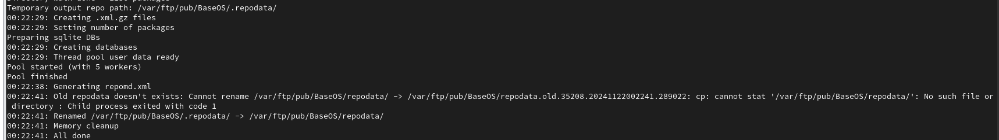 Temporary output repo path: /var/ftp/pub/BaseOS/.repodata/
00:22:29: Creating .xml.gz files
00:22:29: Setting number of packages
Preparing sqlite DBs
00:22:29: Creating databases
00:22:29: Thread pool user data ready
Pool started (with 5 workers)
Pool finished
00:22:38: Generating repomd.xml
00:22:41: Old repodata doesn't exists: Cannot rename /var/ftp/pub/BaseOS/repodata/ -> /var/ftp/pub/BaseOS/repodata.old.35208.20241122002241.289022: cp: cannot stat '/var/ftp/pub/BaseOS/repodata/': No such file or
directory : Child process exited with code 1
00:22:41: Renamed /var/ftp/pub/BaseOS/.repodata/ -> /var/ftp/pub/BaseOS/repodata/
00:22:41: Memory cleanup
00:22:41: All done